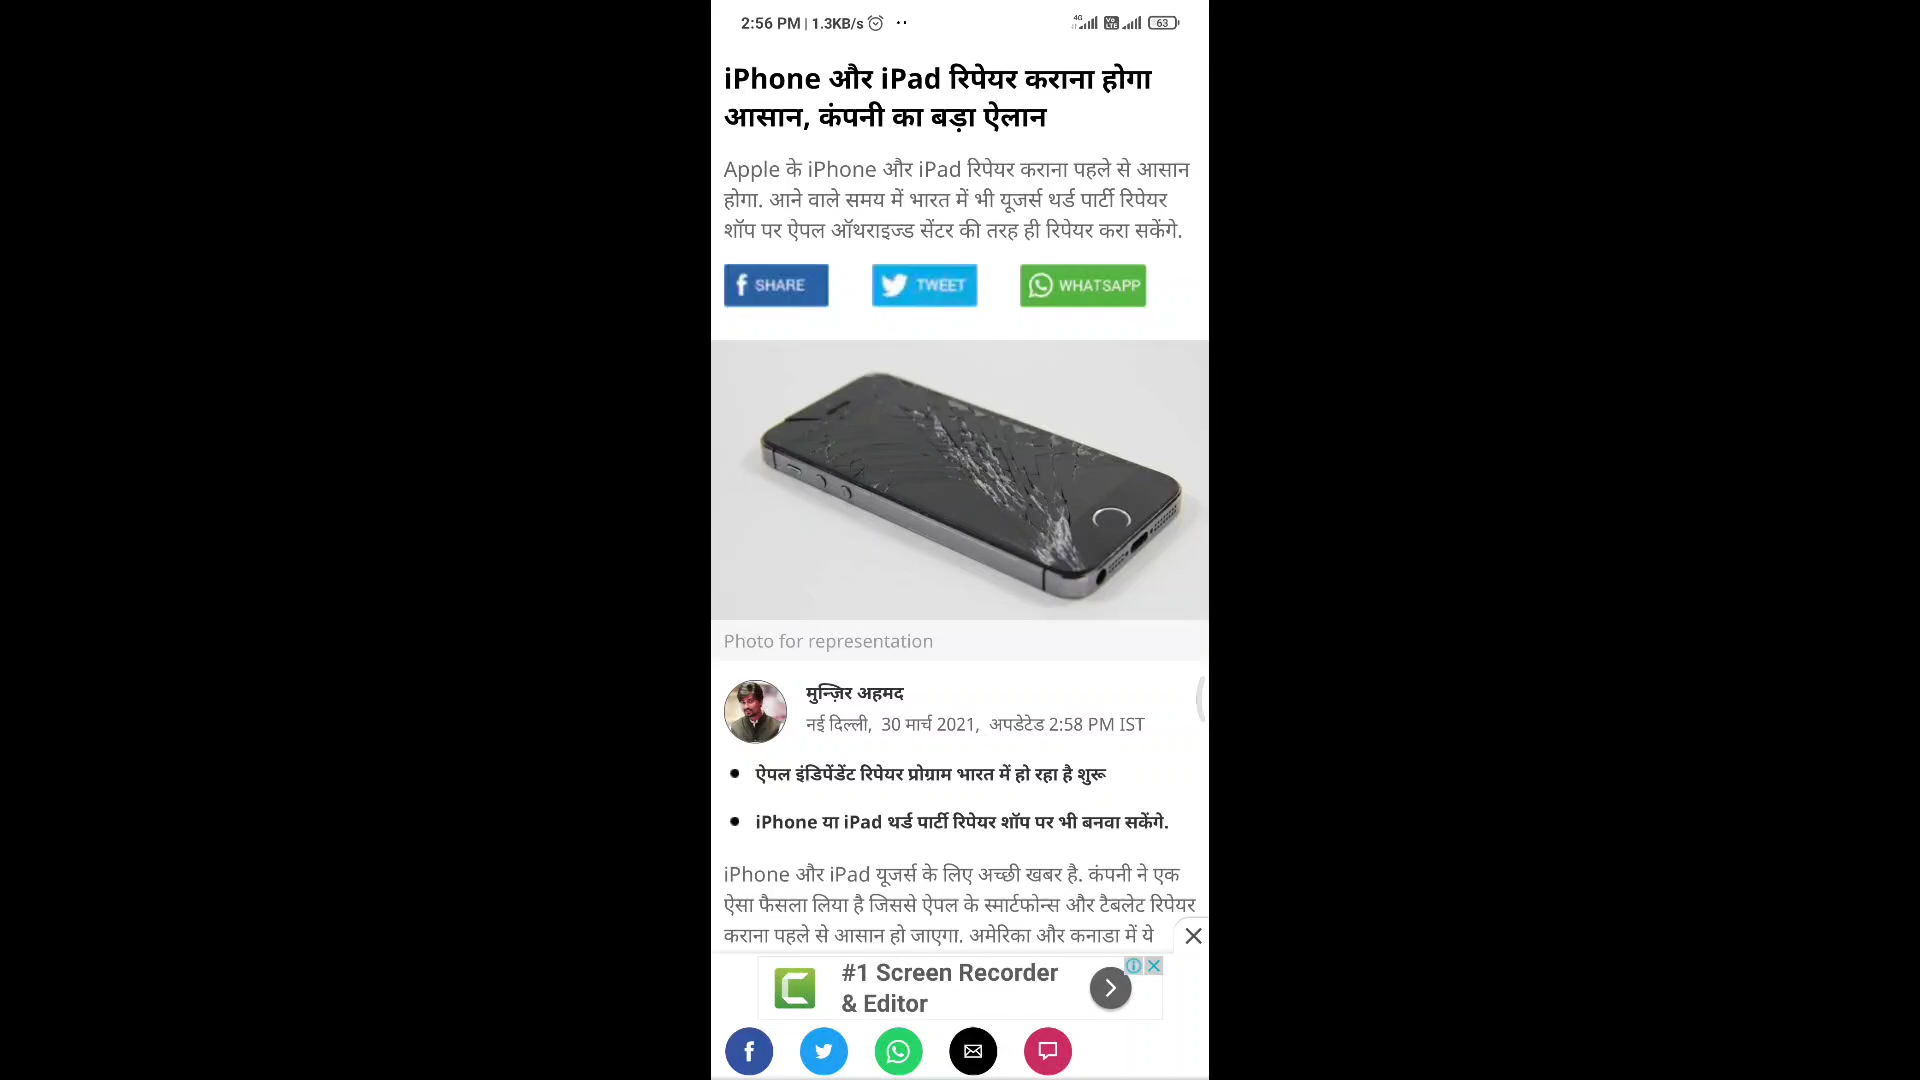 2:56 PM | 1.3KB/s
4G
Vo LTE
63
iPhone और iPad रिपेयर कराना होगा
आसान, कंपनी का बड़ा ऐलान
Apple के iPhone और iPad रिपेयर कराना पहले से आसान
होगा. आने वाले समय में भारत में भी यूजर्स थर्ड पार्टी रिपेयर
शॉप पर ऐपल ऑथराइज्ड सेंटर की तरह ही रिपेयर करा सकेंगे.
f SHARE
TWEET
WHATSAPP
Photo for representation
मुन्ज़िर अहमद
नई दिल्ली, 30 मार्च 2021, अपडेटेड 2:58 PM IST
• ऐपल इंडिपेंडेंट रिपेयर प्रोग्राम भारत में हो रहा है शुरू
• iPhone या iPad थर्ड पार्टी रिपेयर शॉप पर भी बनवा सकेंगे.
iPhone और iPad यूजर्स के लिए अच्छी खबर है. कंपनी ने एक
ऐसा फैसला लिया है जिससे ऐपल के स्मार्टफोन्स और टैबलेट रिपेयर
कराना पहले से आसान हो जाएगा. अमेरिका और कनाडा में ये
#1 Screen Recorder
& Editor
f